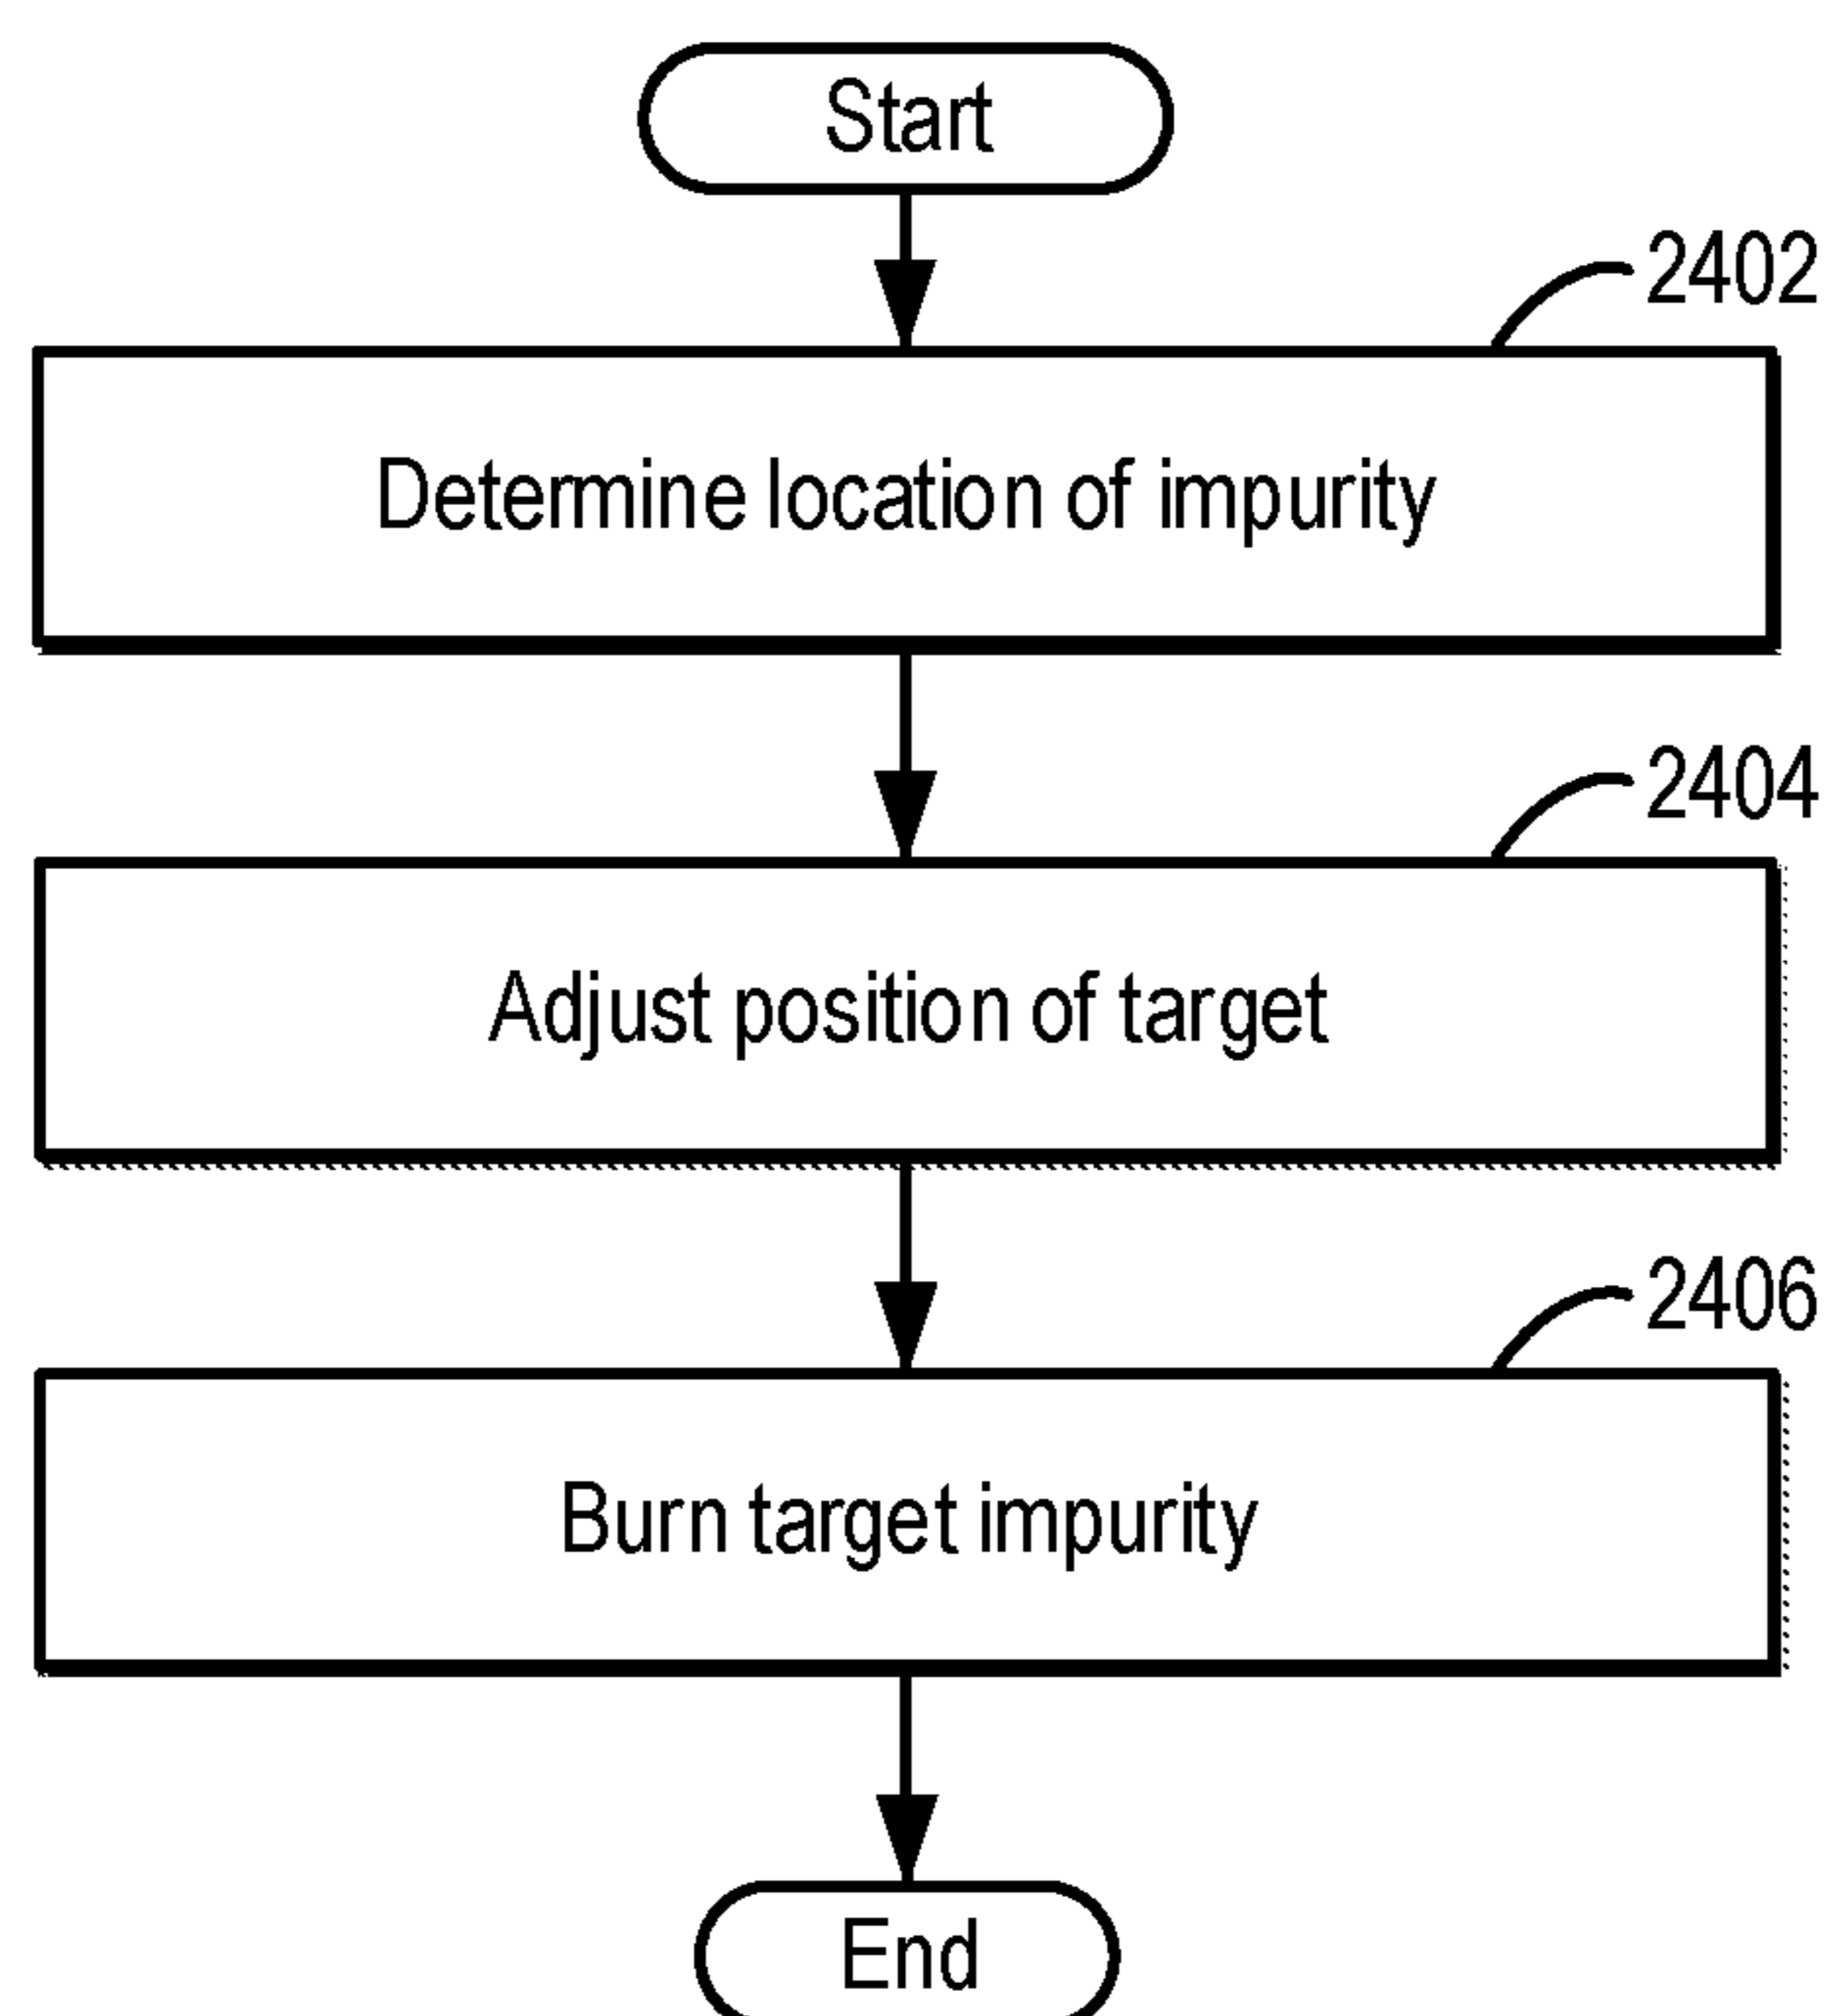 Start
2402
Determine location of impurity
2404
Adjust position of target
2406
Burn target impurity
End